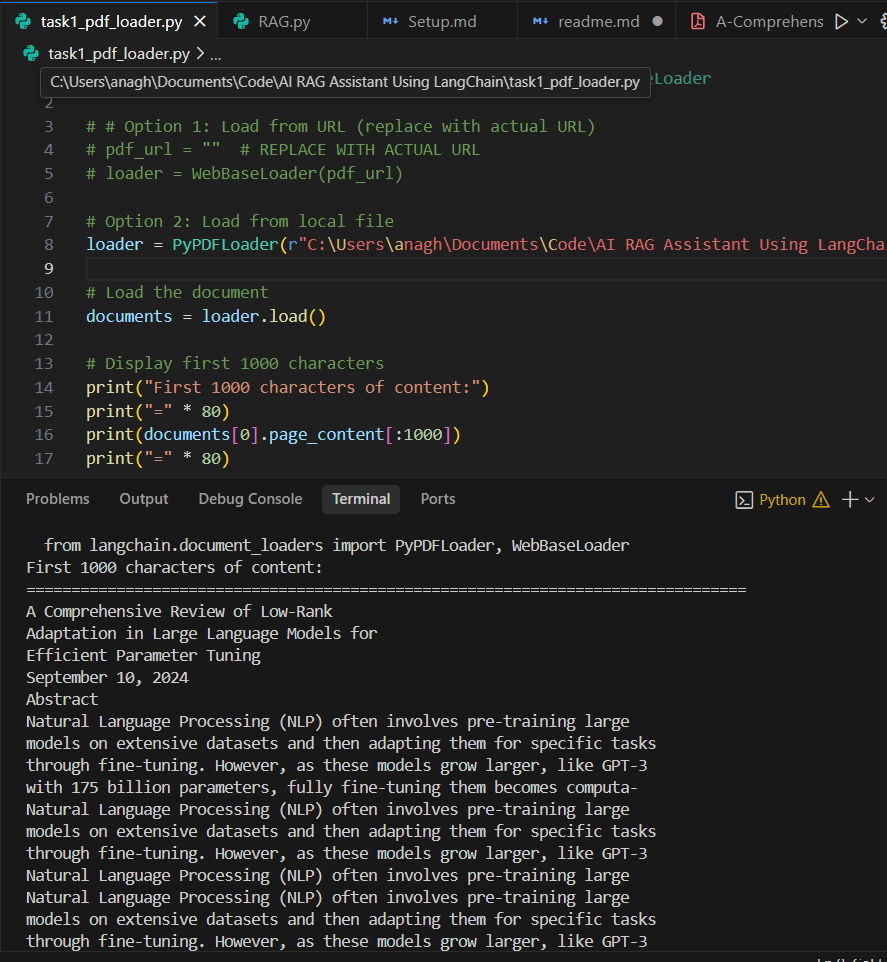 task1_pdf_loader.py
RAG.py
Setup.md
readme.md
A-Comprehens
task1_pdf_loader.py > ...
C:\Users\anagh\Documents\Code\AI RAG Assistant Using LangChain\task1_pdf_loader.py
eLoader
2
3 # # Option 1: Load from URL (replace with actual URL)
4 # pdf_url = ""  # REPLACE WITH ACTUAL URL
5 # loader = WebBaseLoader(pdf_url)
6
7 # Option 2: Load from local file
8 loader = PyPDFLoader(r"C:\Users\anagh\Documents\Code\AI RAG Assistant Using LangCha
9
10 # Load the document
11 documents = loader.load()
12
13 # Display first 1000 characters
14 print("First 1000 characters of content:")
15 print("=" * 80)
16 print(documents[0].page_content[:1000])
17 print("=" * 80)
Problems Output Debug Console Terminal Ports Python
from langchain.document_loaders import PyPDFLoader, WebBaseLoader
First 1000 characters of content:
================================================================================
A Comprehensive Review of Low-Rank
Adaptation in Large Language Models for
Efficient Parameter Tuning
September 10, 2024
Abstract
Natural Language Processing (NLP) often involves pre-training large
models on extensive datasets and then adapting them for specific tasks
through fine-tuning. However, as these models grow larger, like GPT-3
with 175 billion parameters, fully fine-tuning them becomes computa-
Natural Language Processing (NLP) often involves pre-training large
models on extensive datasets and then adapting them for specific tasks
through fine-tuning. However, as these models grow larger, like GPT-3
Natural Language Processing (NLP) often involves pre-training large
Natural Language Processing (NLP) often involves pre-training large
models on extensive datasets and then adapting them for specific tasks
through fine-tuning. However, as these models grow larger, like GPT-3